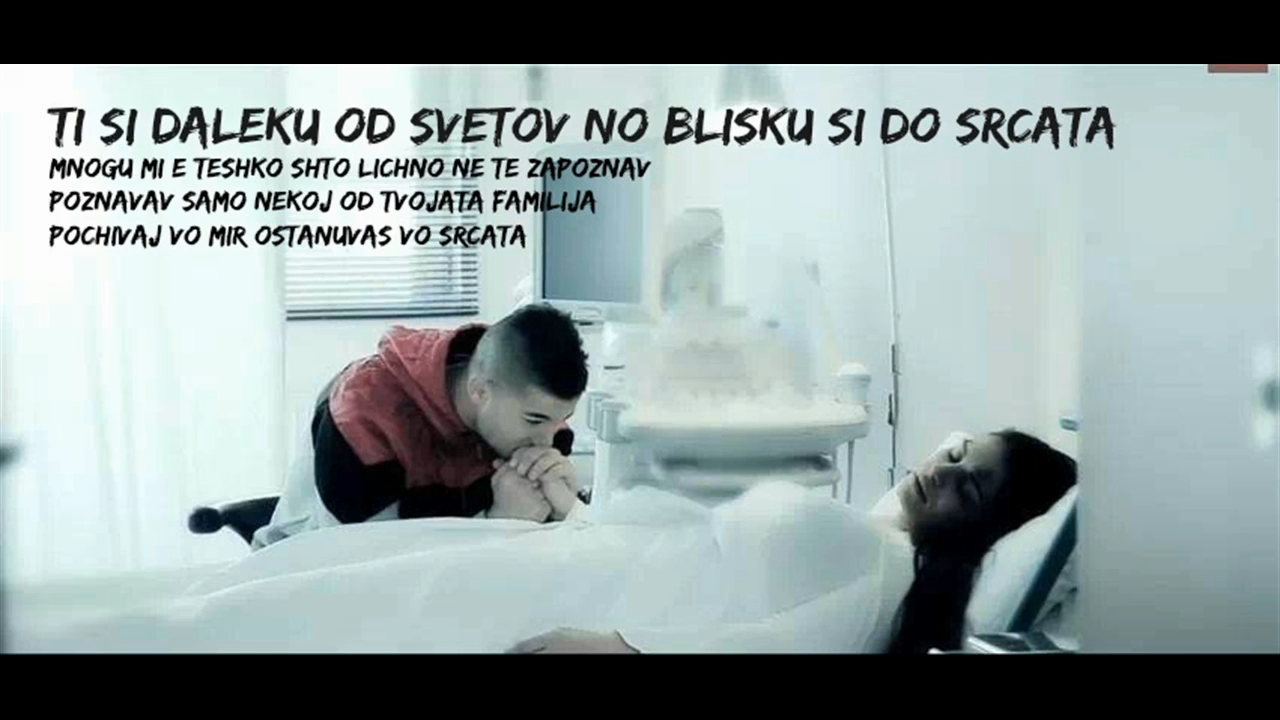 TI SI DALEKU OD SVETOV NO BLISKU SI DO SRCATA
MNOGU MI E TESHKO SHTO LICHNO NE TE ZAPOZNAV
POZNAVAV SAMO NEKOJ OD TVOJATA FAMILIJA
POCHIVAJ VO MIR OSTANUVAS VO SRCATA